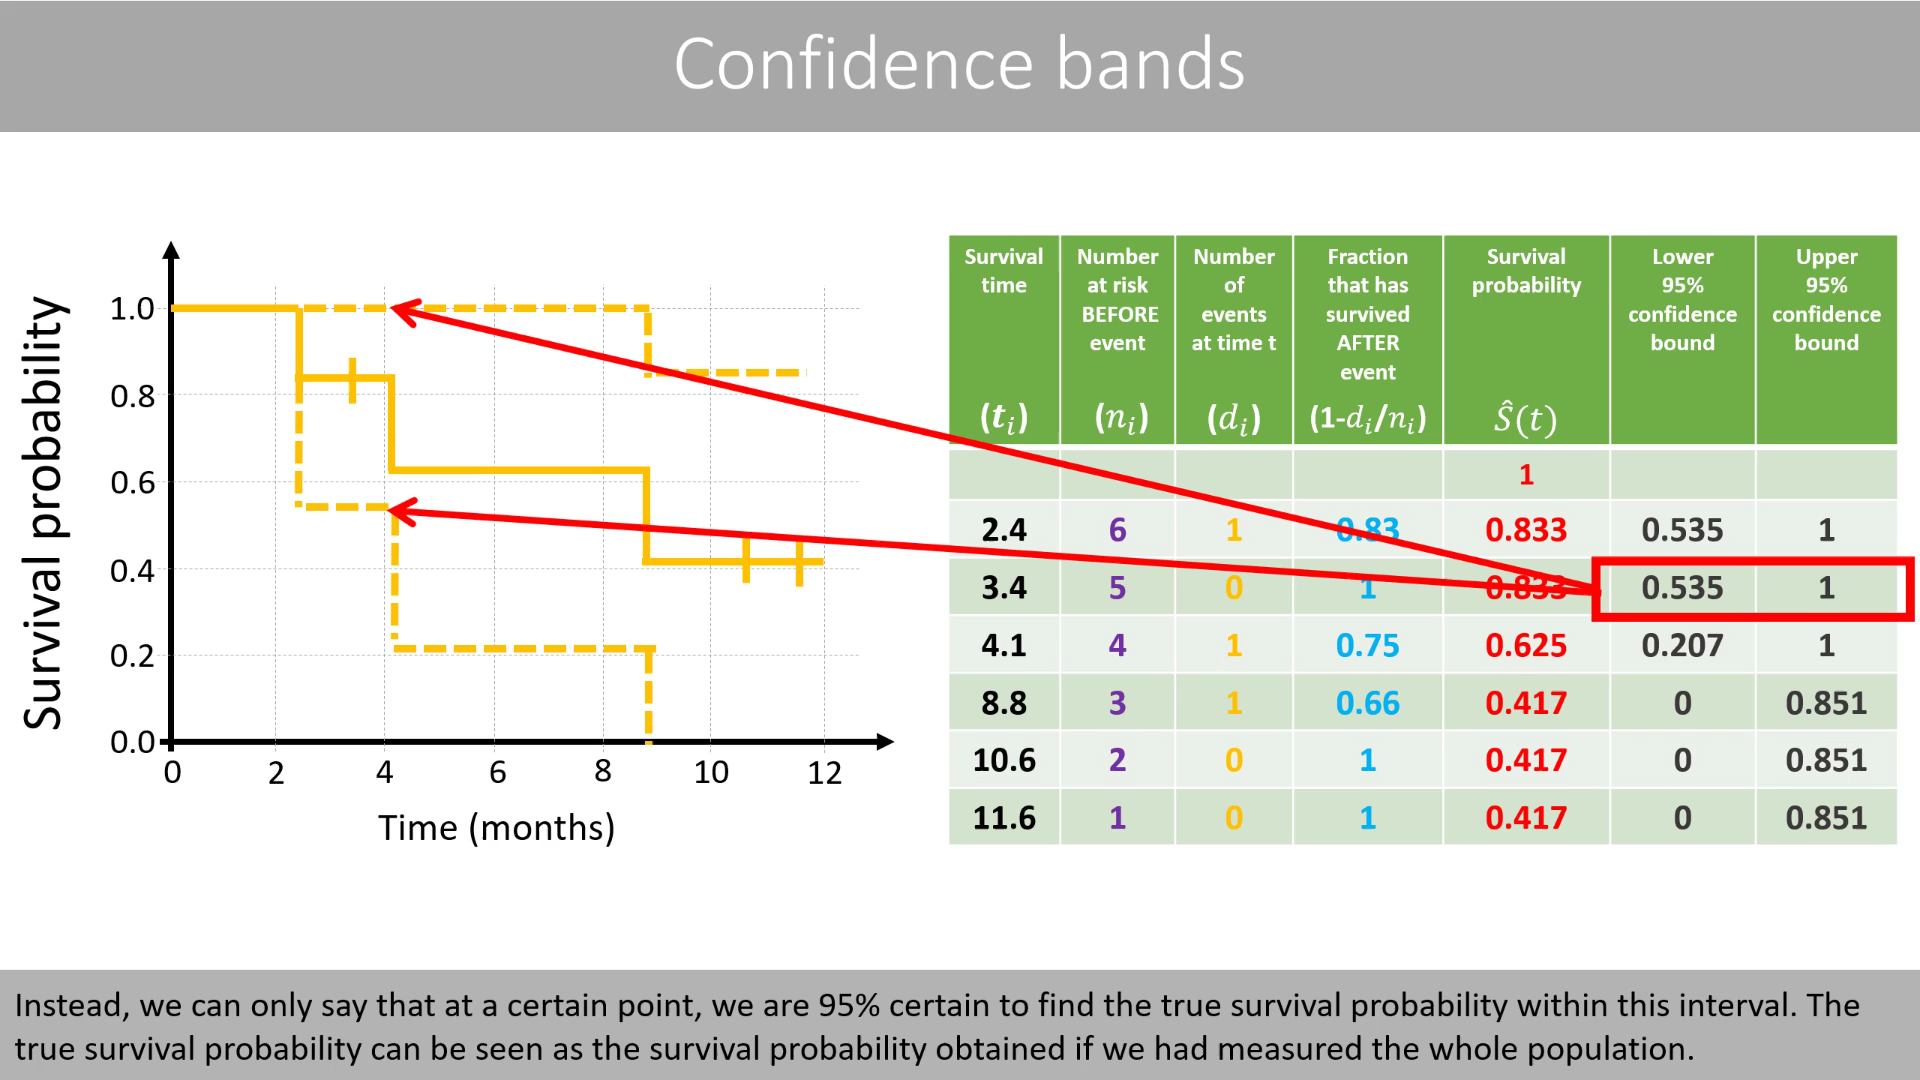 Confidence bands
Survival probability
1.0
0.8
0.6
0.4
0.2
0.0
0 2 4 6 8 10 12
Time (months)
Survival time (tᵢ)
Number at risk BEFORE event (nᵢ)
Number of events at time t (dᵢ)
Fraction that has survived AFTER event (1-dᵢ/nᵢ)
Survival probability Ŝ(t)
Lower 95% confidence bound
Upper 95% confidence bound
1
2.4 6 1 0.83 0.833 0.535 1
3.4 5 0 1 0.833 0.535 1
4.1 4 1 0.75 0.625 0.207 1
8.8 3 1 0.66 0.417 0 0.851
10.6 2 0 1 0.417 0 0.851
11.6 1 0 1 0.417 0 0.851
Instead, we can only say that at a certain point, we are 95% certain to find the true survival probability within this interval. The
true survival probability can be seen as the survival probability obtained if we had measured the whole population.